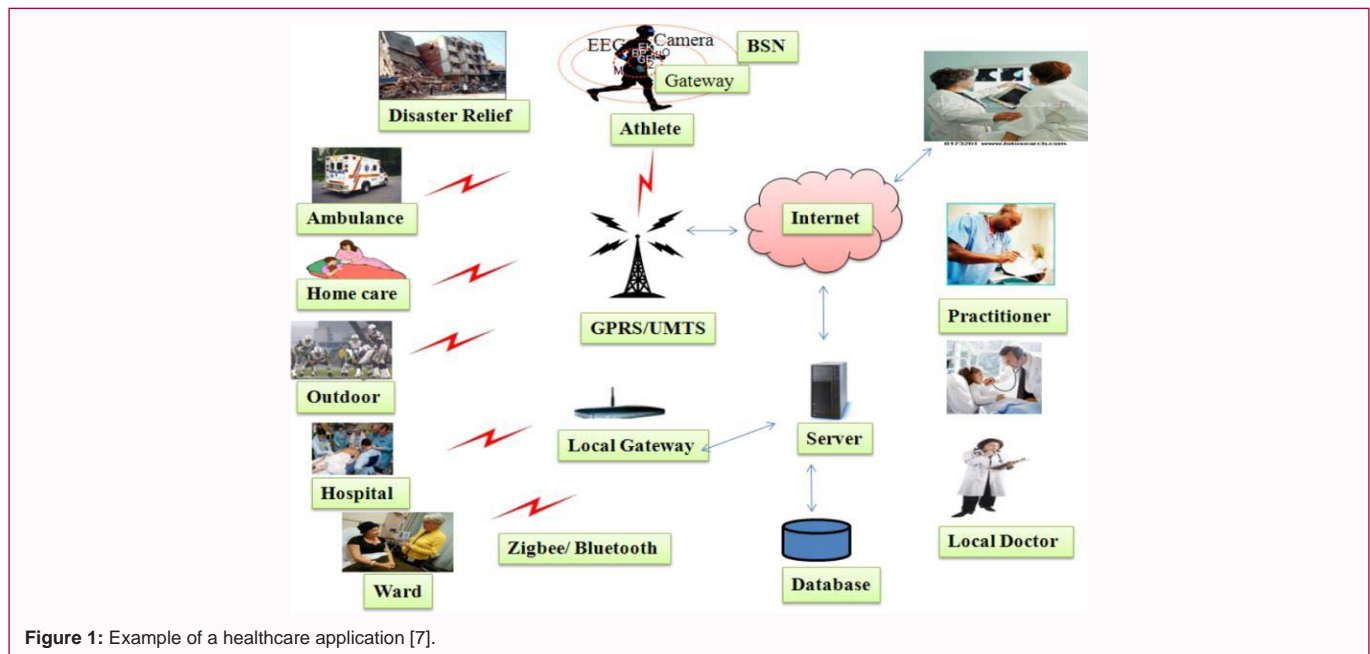 EEG
Camera
BSN
Gateway
Disaster Relief
Athlete
Ambulance
Internet
Home care
GPRS/UMTS
Practitioner
Outdoor
Local Gateway
Server
Hospital
Zigbee/ Bluetooth
Local Doctor
Ward
Database
Figure 1: Example of a healthcare application [7].